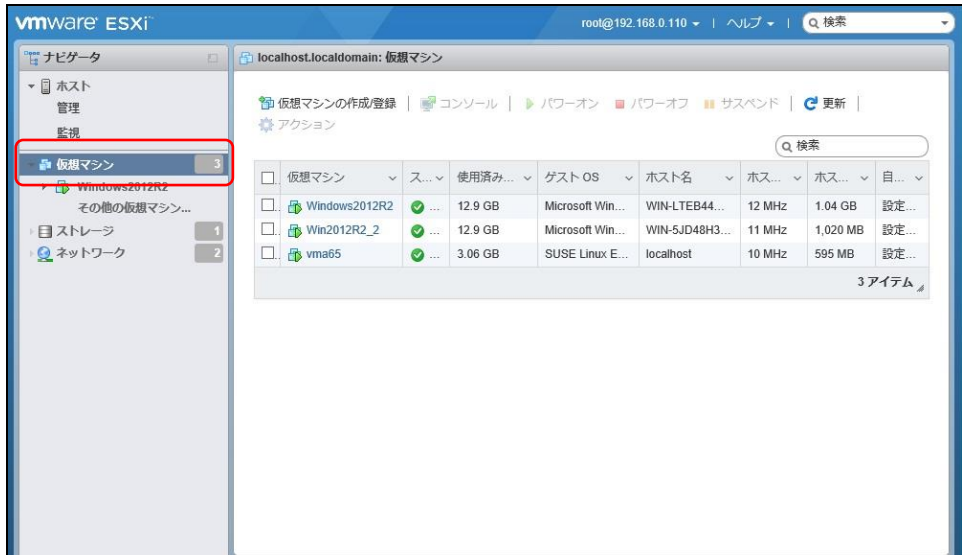 vmware ESXi
root@192.168.0.110 | ヘルプ | 検索
ナビゲータ
ホスト
管理
監視
仮想マシン 3
Windows2012R2
その他の仮想マシン...
ストレージ 1
ネットワーク 2
localhost.localdomain: 仮想マシン
仮想マシンの作成/登録 | コンソール | パワーオン パワーオフ サスペンド | 更新 |
アクション
検索
仮想マシン ス... 使用済み... ゲスト OS ホスト名 ホス... ホス... 自...
Windows2012R2 ... 12.9 GB Microsoft Win... WIN-LTEB44... 12 MHz 1.04 GB 設定...
Win2012R2_2 ... 12.9 GB Microsoft Win... WIN-5JD48H3... 11 MHz 1,020 MB 設定...
vma65 ... 3.06 GB SUSE Linux E... localhost 10 MHz 595 MB 設定...
3 アイテム